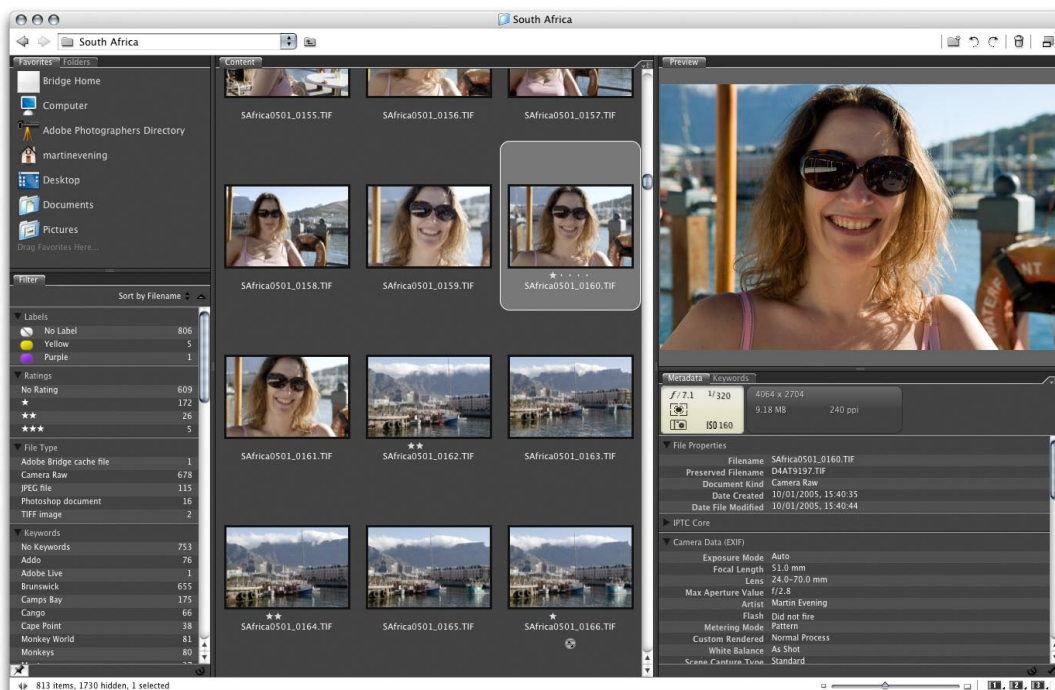 South Africa
South Africa
Favorites Folders
Bridge Home
Computer
Adobe Photographers Directory
martinevening
Desktop
Documents
Pictures
Drag Favorites Here...
Filter
Sort by Filename
Labels
No Label 806
Yellow 5
Purple 1
Ratings
No Rating 609
★ 172
★★ 26
★★★ 5
File Type
Adobe Bridge cache file 1
Camera Raw 678
JPEG file 115
Photoshop document 16
TIFF image 2
Keywords
No Keywords 753
Addo 76
Adobe Live 1
Brunswick 655
Camps Bay 175
Cango 66
Cape Point 38
Monkey World 81
Monkeys 80
Content
SAfrica0501_0155.TIF SAfrica0501_0156.TIF SAfrica0501_0157.TIF
SAfrica0501_0158.TIF SAfrica0501_0159.TIF SAfrica0501_0160.TIF
SAfrica0501_0161.TIF SAfrica0501_0162.TIF SAfrica0501_0163.TIF
SAfrica0501_0164.TIF SAfrica0501_0165.TIF SAfrica0501_0166.TIF
Preview
Metadata Keywords
f/7.1 1/320
ISO 160
4064 x 2704
9.18 MB 240 ppi
File Properties
Filename SAfrica0501_0160.TIF
Preserved Filename D4AT9197.TIF
Document Kind Camera Raw
Date Created 10/01/2005, 15:40:35
Date File Modified 10/01/2005, 15:40:44
IPTC Core
Camera Data (EXIF)
Exposure Mode Auto
Focal Length 51.0 mm
Lens 24.0-70.0 mm
Max Aperture Value f/2.8
Artist Martin Evening
Flash Did not fire
Metering Mode Pattern
Custom Rendered Normal Process
White Balance As Shot
Scene Capture Type Standard
813 items, 1730 hidden, 1 selected
1 2 3